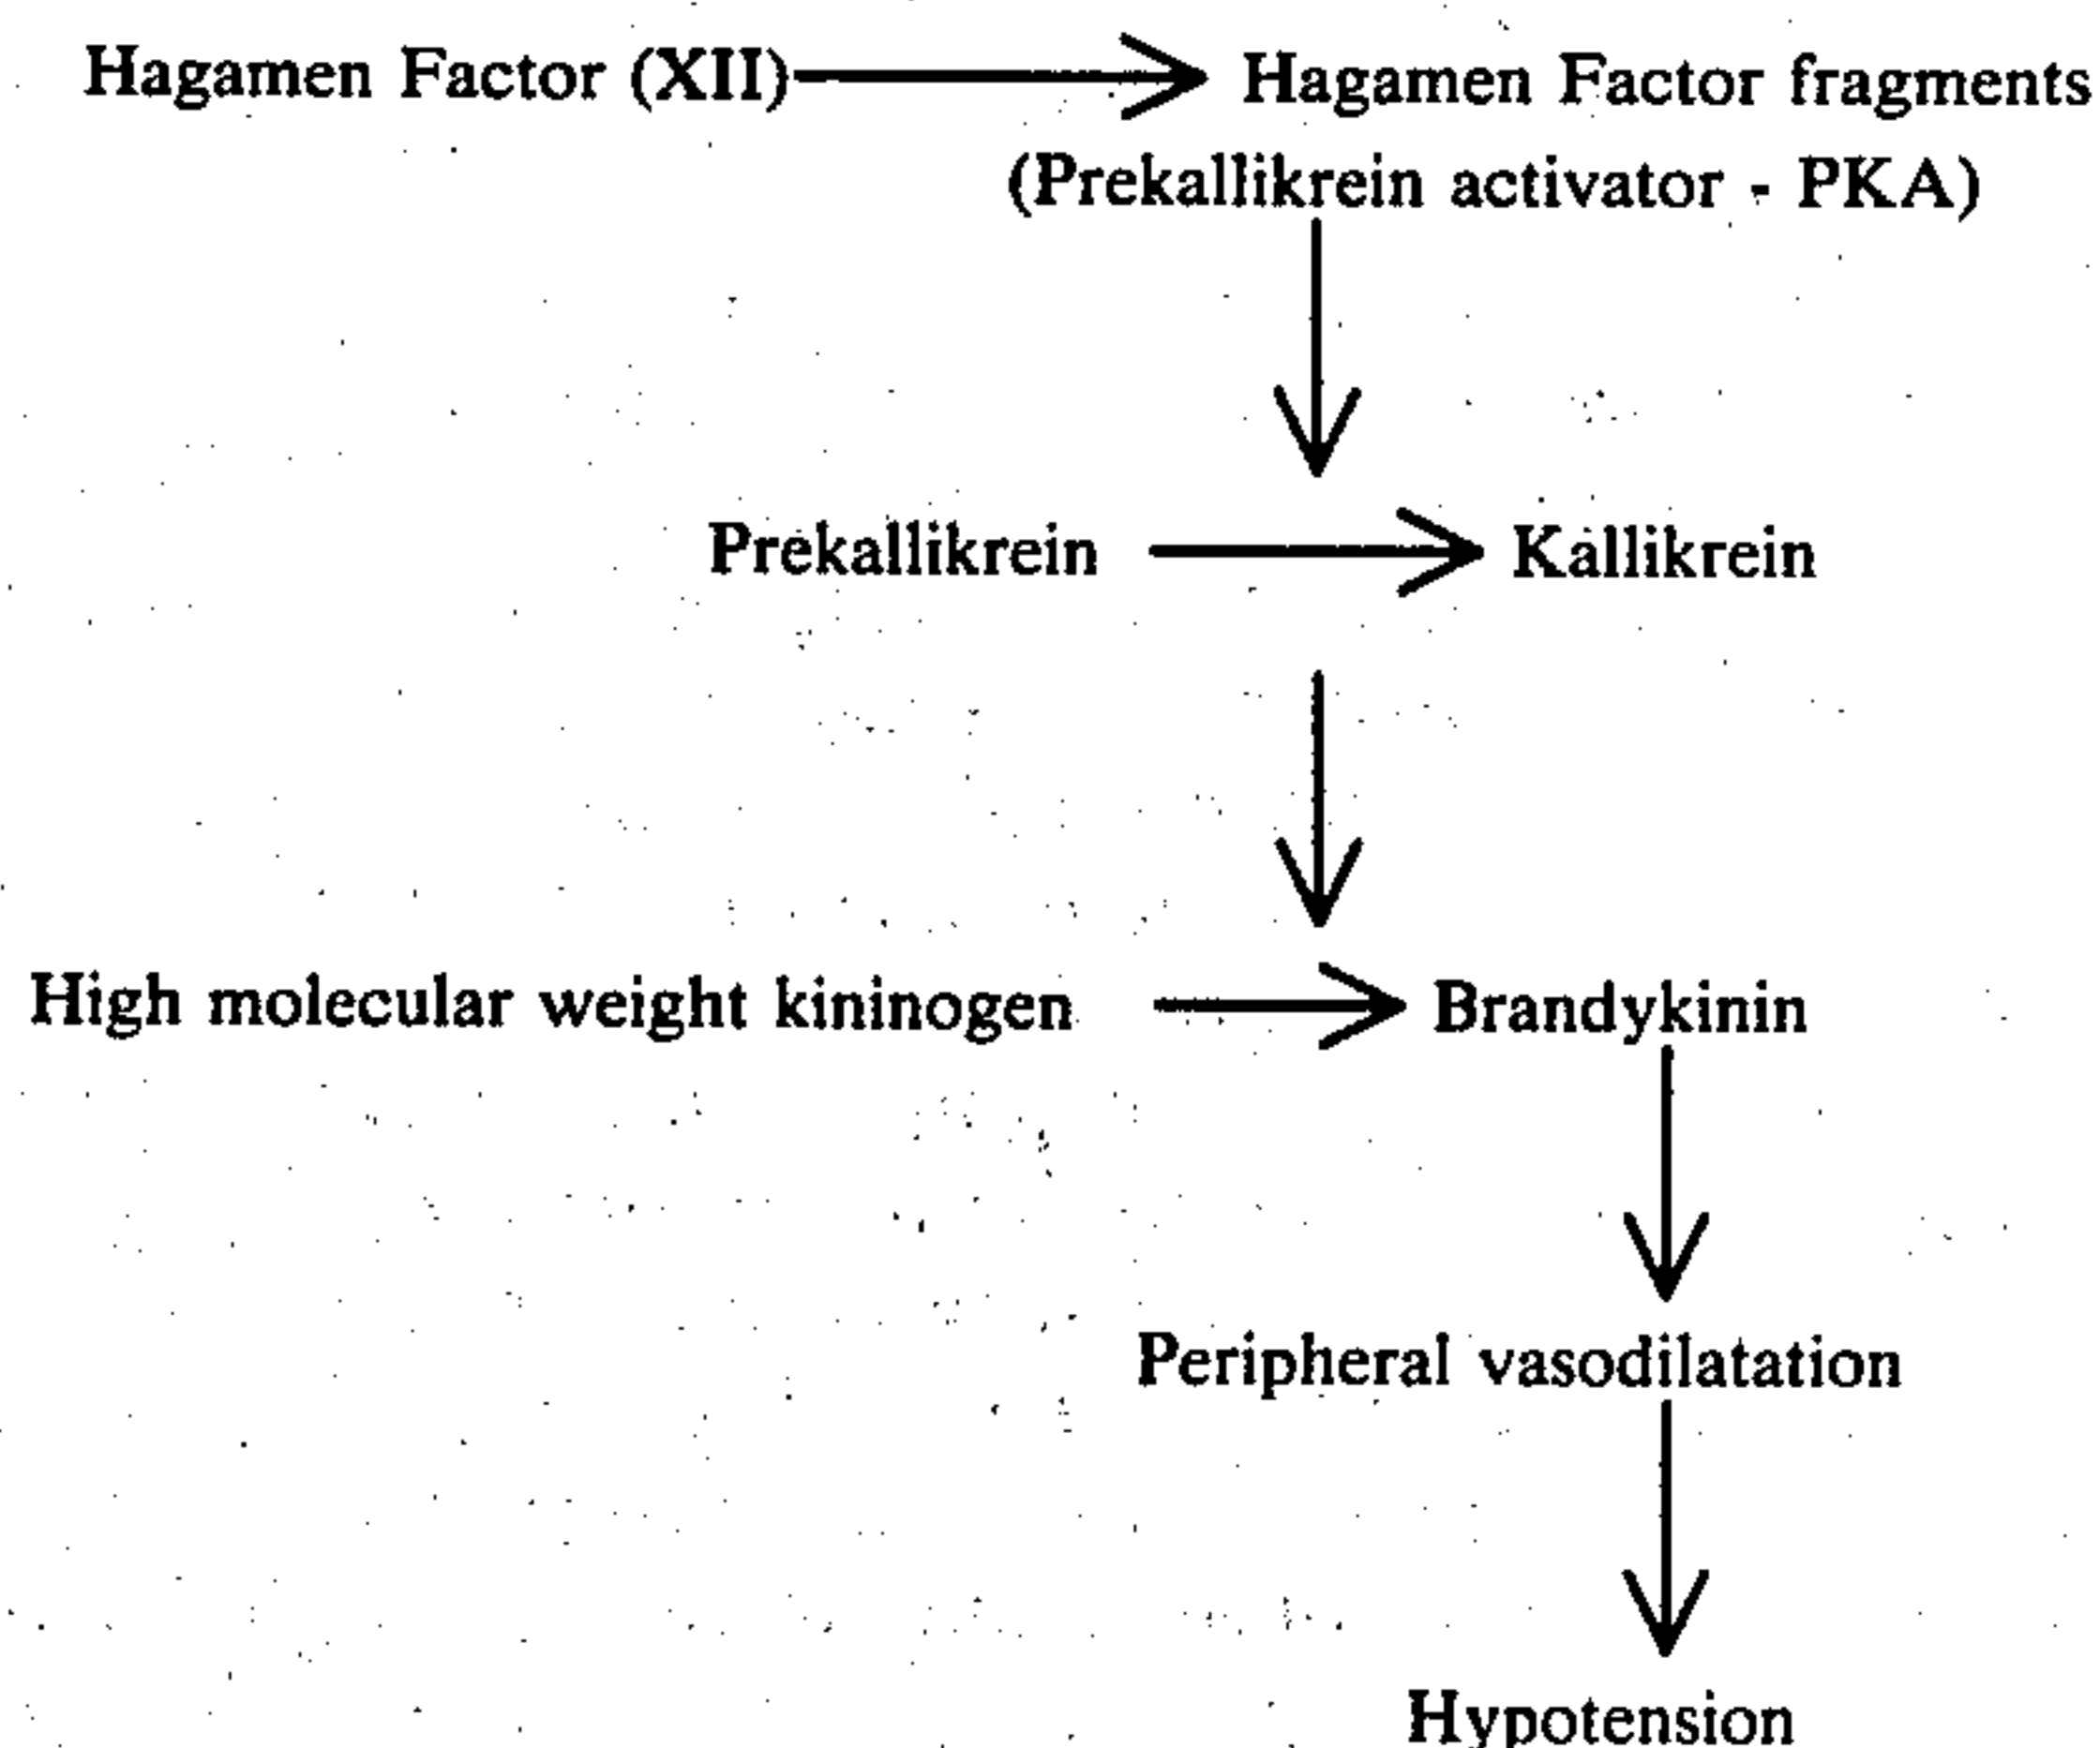 Hagamen Factor (XII) Hagamen Factor fragments
(Prekallikrein activator - PKA)
Prekallikrein Kallikrein
High molecular weight kininogen Brandykinin
Peripheral vasodilatation
Hypotension